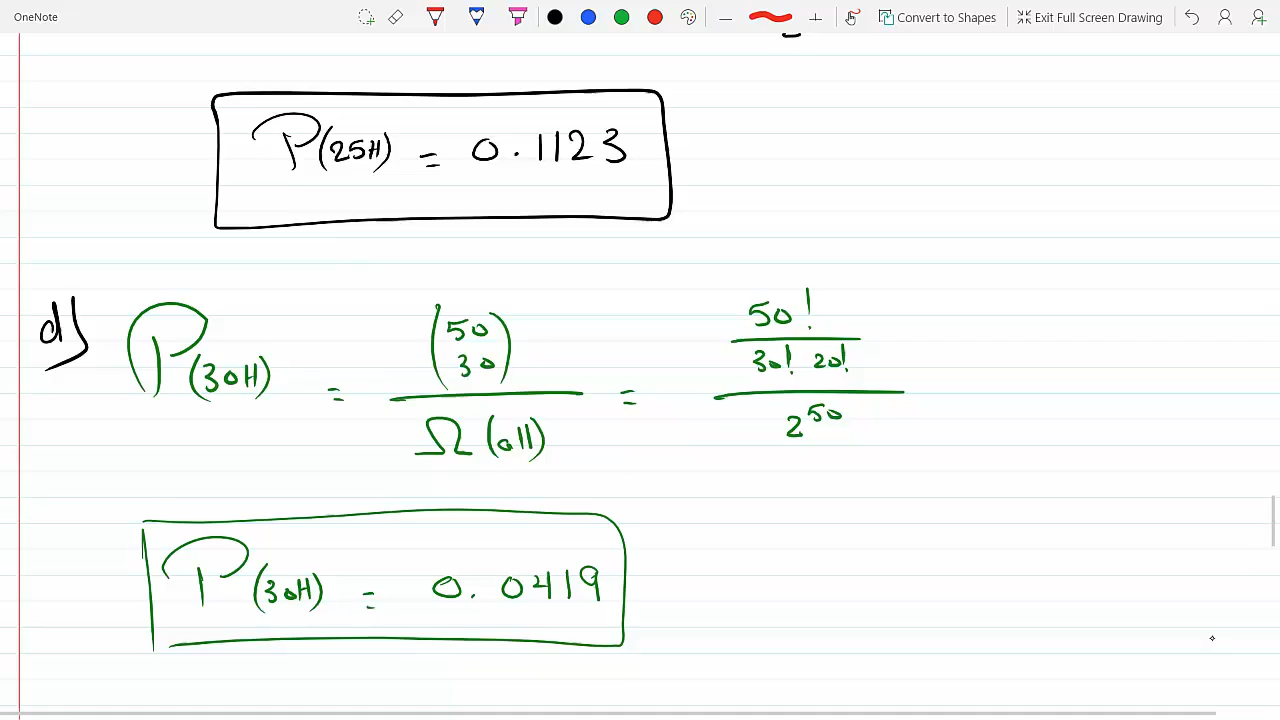 OneNote
Convert to Shapes
Exit Full Screen Drawing
P(25H) = 0.1123
d) P(30H) = (50 30) / Ω(all) = 50! / 30! 20! / 2^50
P(30H) = 0.0419